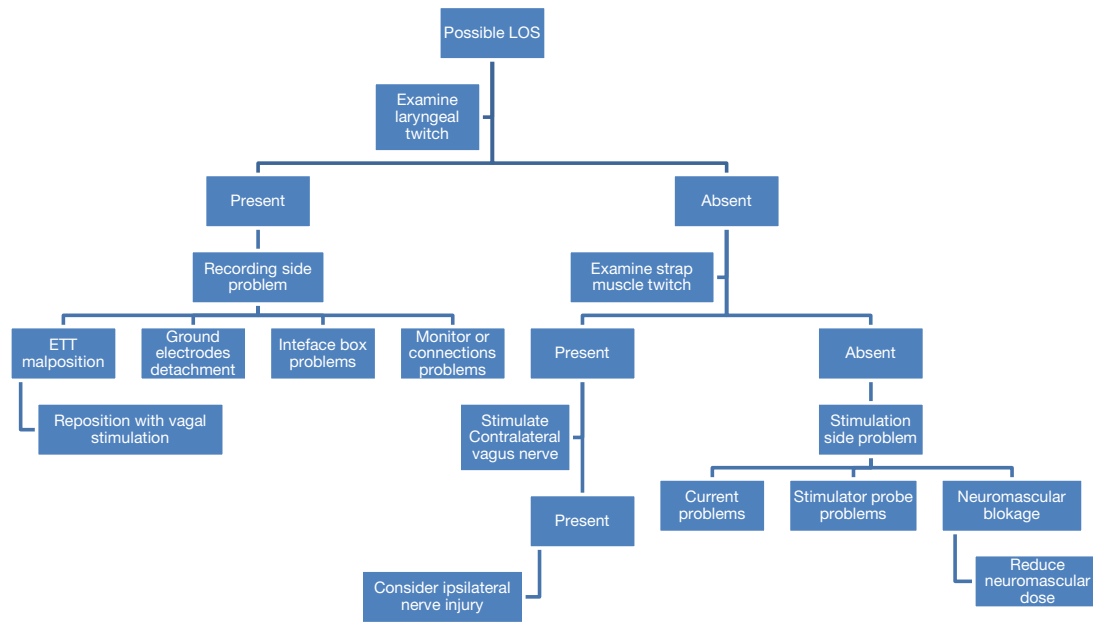 Possible LOS
Examine
laryngeal
twitch
Present
Absent
Recording side
problem
Examine strap
muscle twitch
ETT
malposition
Ground
electrodes
detachment
Inteface box
problems
Monitor or
connections
problems
Present
Absent
Reposition with vagal
stimulation
Stimulate
Contralateral
vagus nerve
Stimulation
side problem
Present
Current
problems
Stimulator probe
problems
Neuromascular
blokage
Consider ipsilateral
nerve injury
Reduce
neuromascular
dose